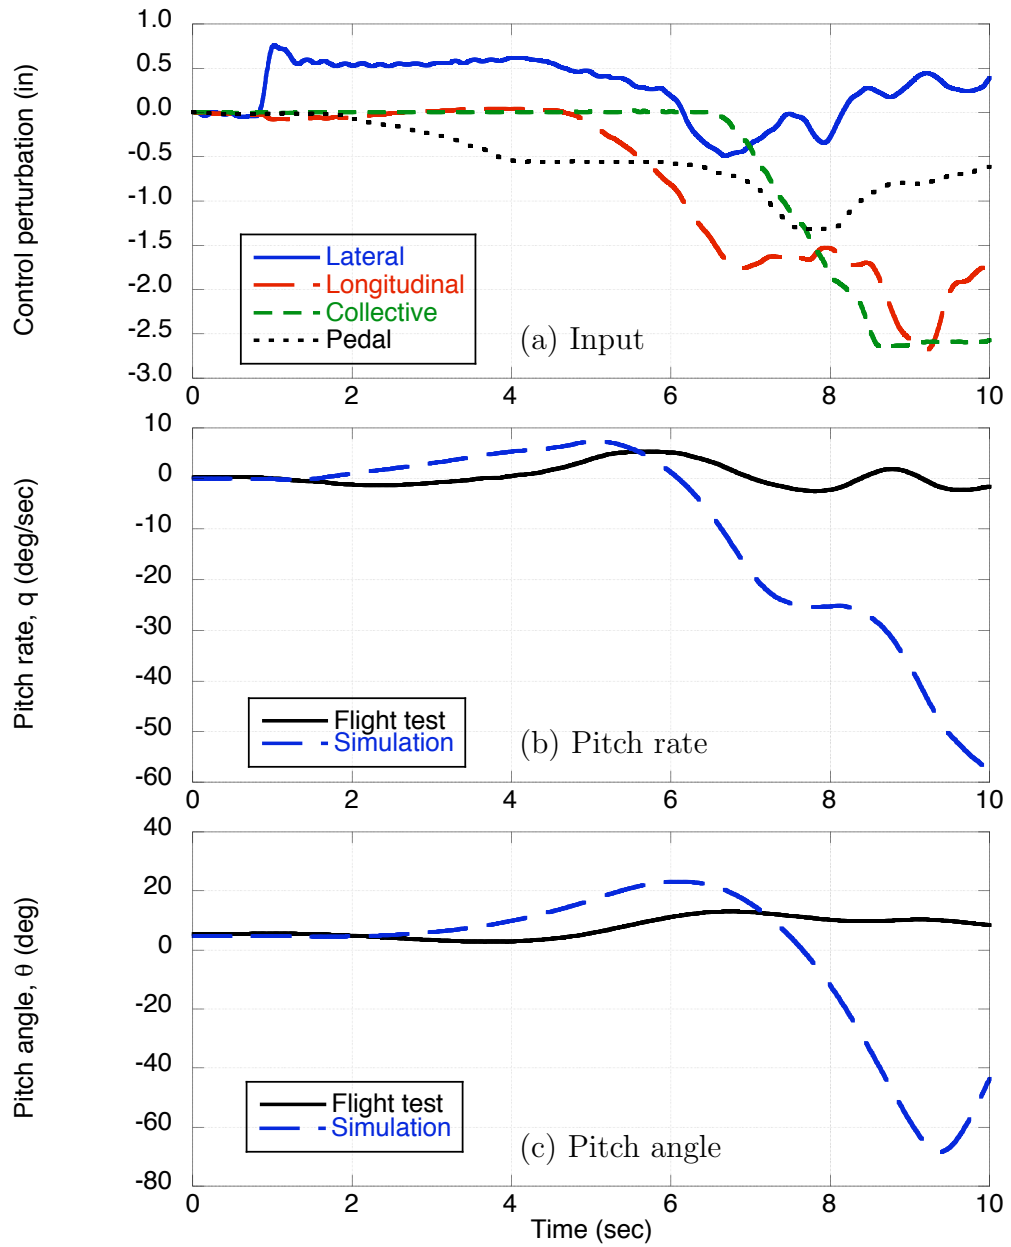 1.0
0.5
0.0
-0.5
-1.0
-1.5
-2.0
-2.5
-3.0
Control perturbation (in)
Lateral
Longitudinal
Collective
Pedal
(a) Input
0 2 4 6 8 10
10
0
-10
-20
-30
-40
-50
-60
Pitch rate, q (deg/sec)
Flight test
Simulation
(b) Pitch rate
0 2 4 6 8 10
40
20
0
-20
-40
-60
-80
Pitch angle, θ (deg)
Flight test
Simulation
(c) Pitch angle
0 2 4 6 8 10
Time (sec)